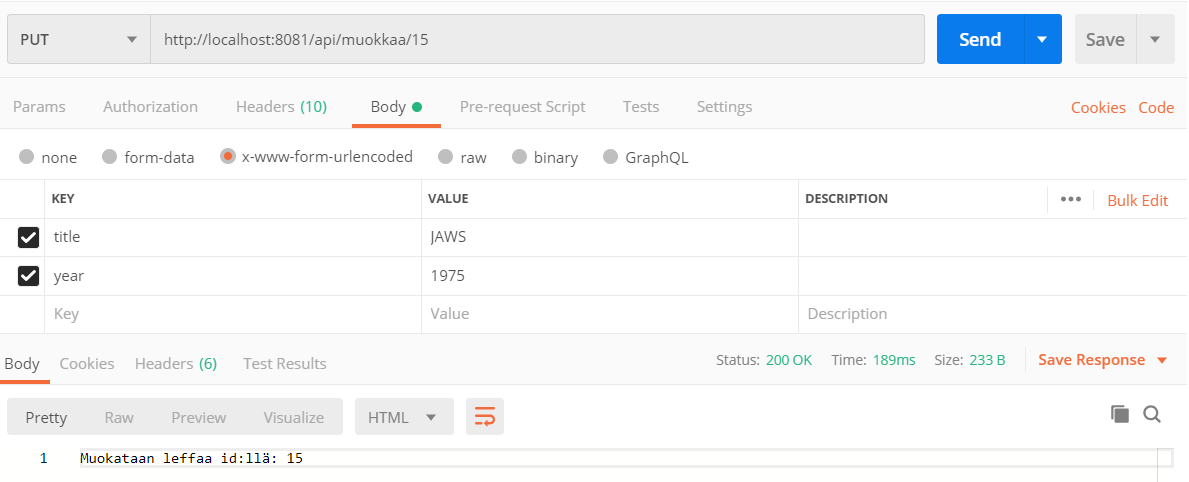 PUT http://localhost:8081/api/muokkaa/15 Send Save
Params Authorization Headers (10) Body Pre-request Script Tests Settings Cookies Code
none form-data x-www-form-urlencoded raw binary GraphQL
KEY VALUE DESCRIPTION ••• Bulk Edit
title JAWS
year 1975
Key Value Description
Body Cookies Headers (6) Test Results Status: 200 OK Time: 189ms Size: 233 B Save Response
Pretty Raw Preview Visualize HTML
1 Muokataan leffaa id:llä: 15